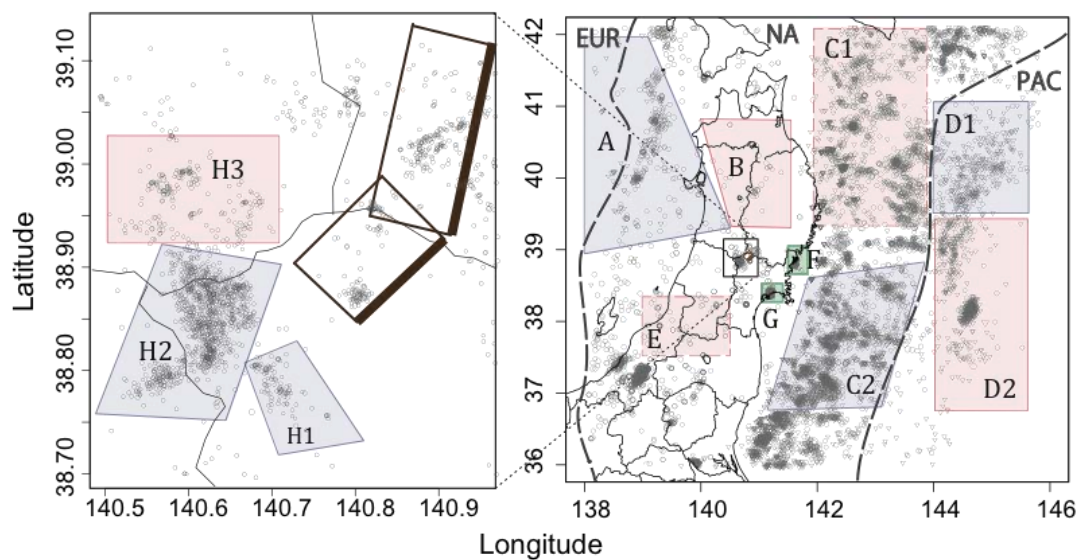 Latitude
39.10
39.00
38.90
38.80
38.70
140.5 140.6 140.7 140.8 140.9
H3
H2
H1
42
41
40
39
38
37
36
138 140 142 144 146
EUR NA PAC
A B C1 D1
F
G
E C2 D2
Longitude